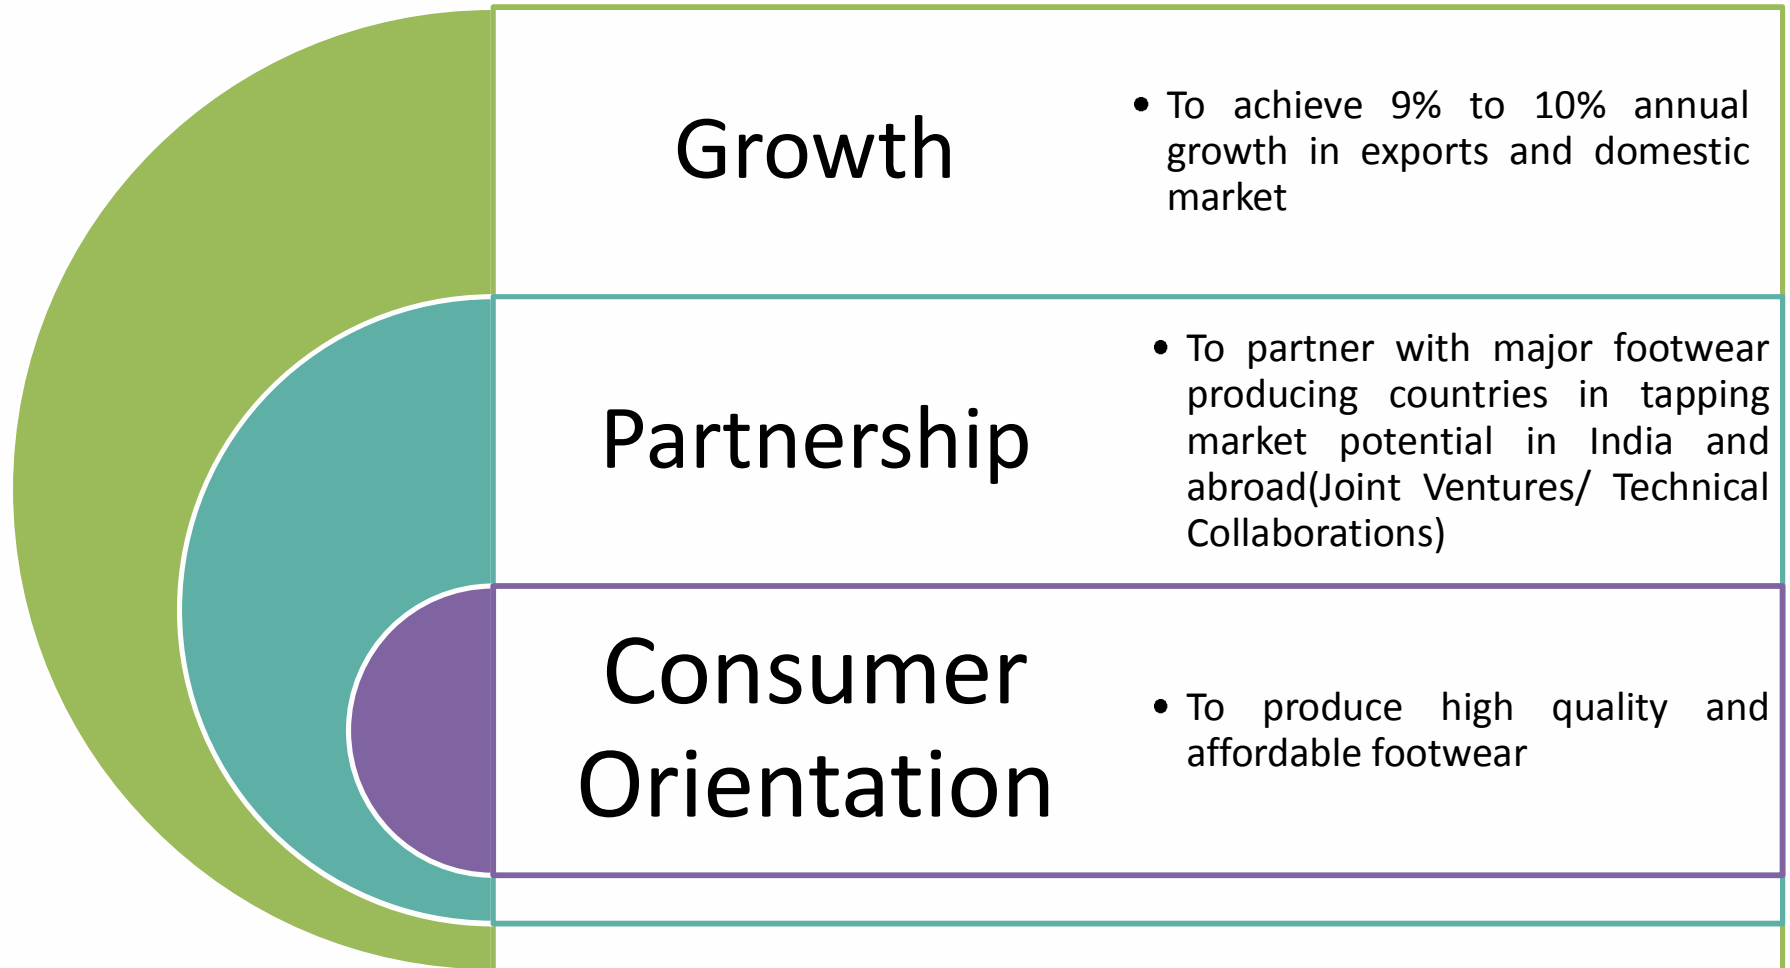 Growth
• To achieve 9% to 10% annual
growth in exports and domestic
market
Partnership
• To partner with major footwear
producing countries in tapping
market potential in India and
abroad(Joint Ventures/ Technical
Collaborations)
Consumer
Orientation
• To produce high quality and
affordable footwear